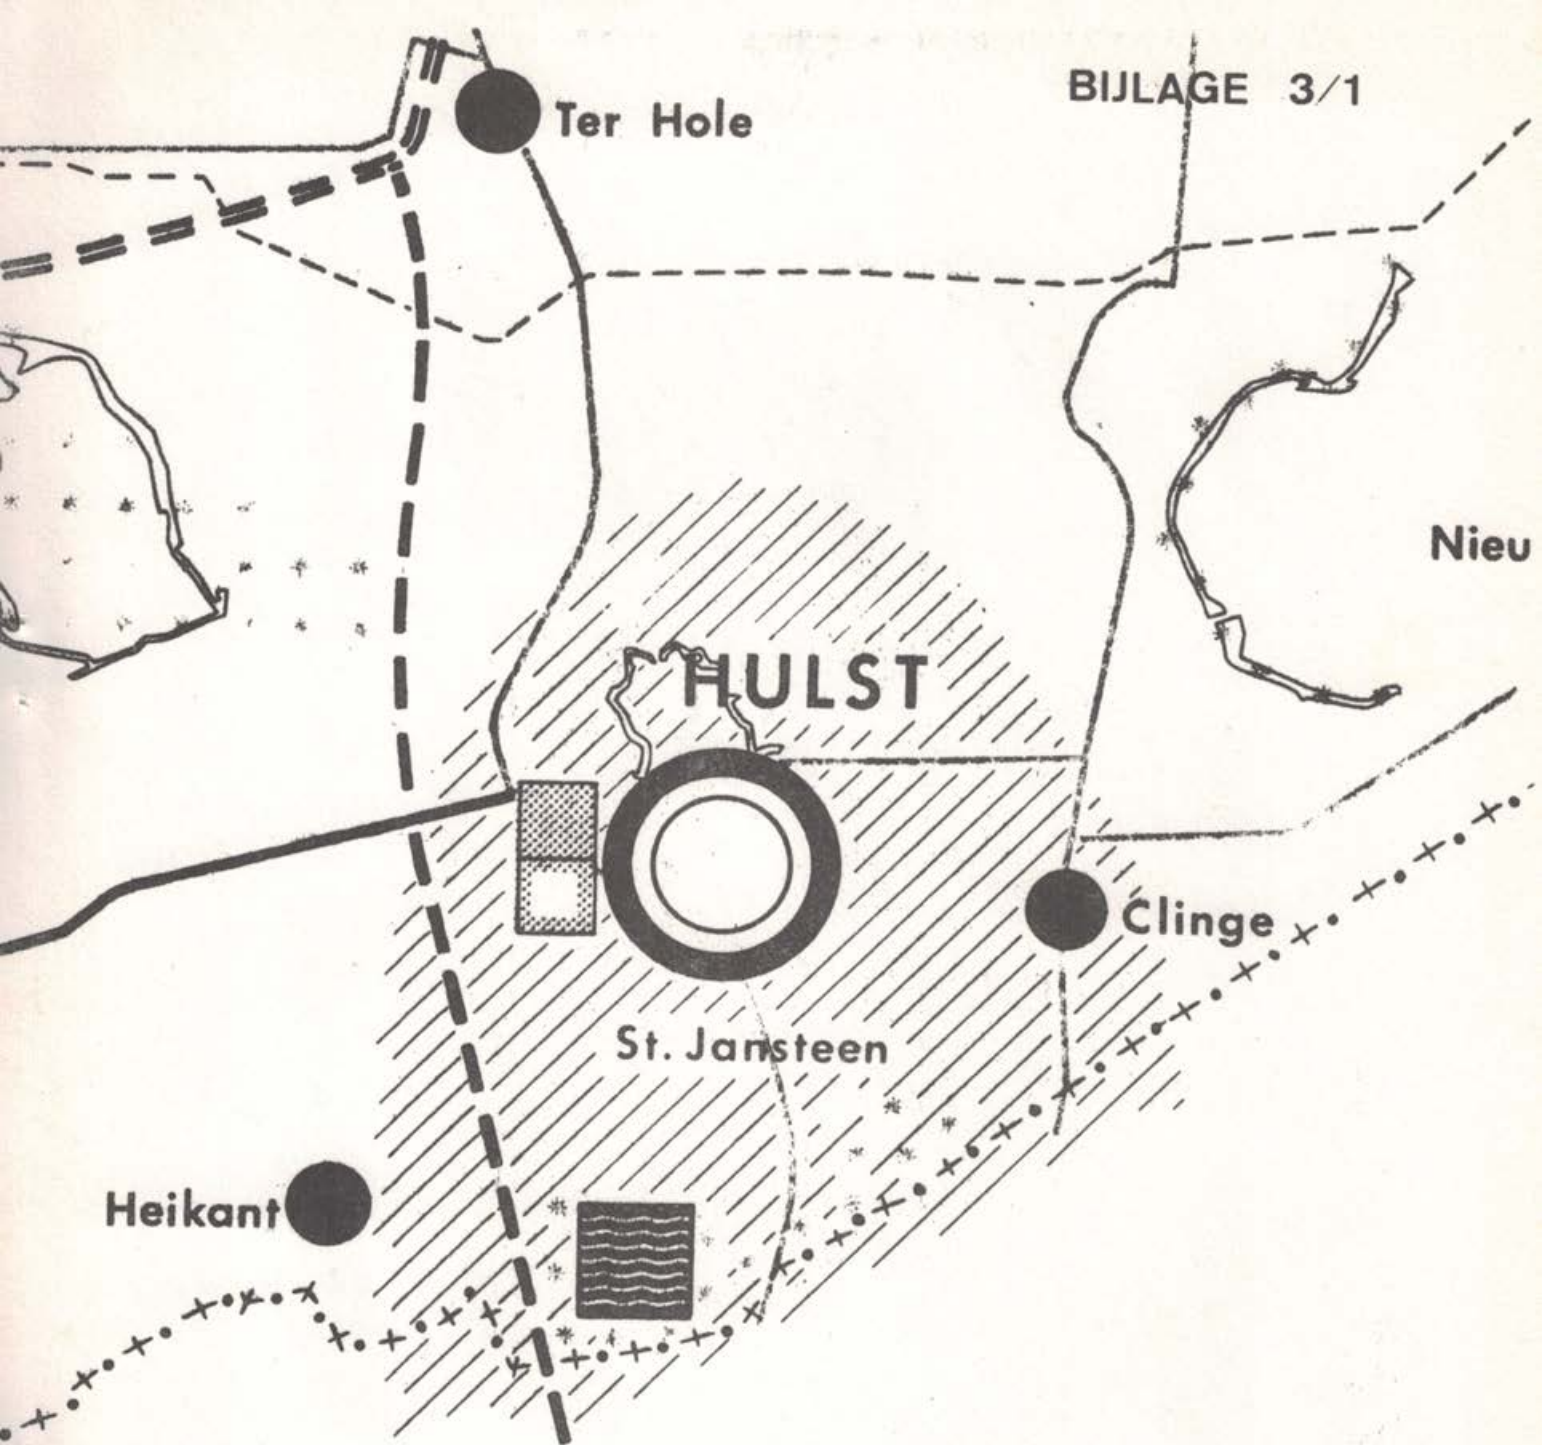 BIJLAGE 3/1
Ter Hole
Nieu
HULST
Clinge
St. Jansteen
Heikant